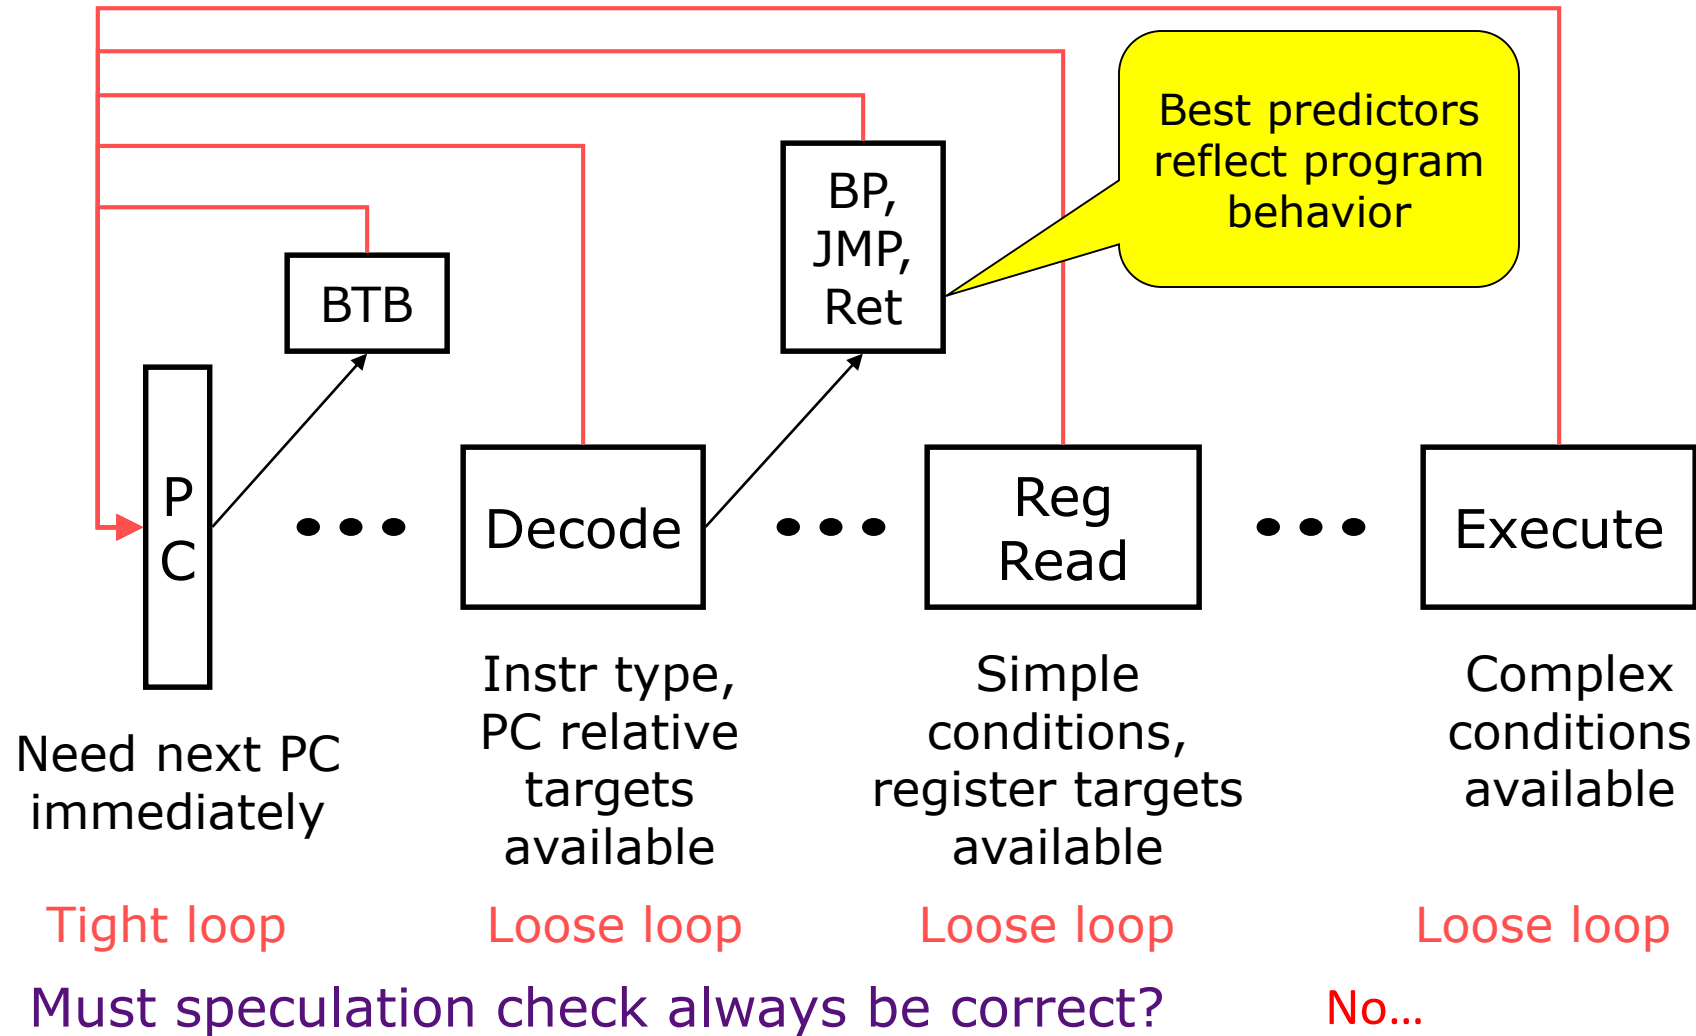 Best predictors
reflect program
behavior
BP,
JMP,
Ret
BTB
P
C
Decode
Reg
Read
Execute
Need next PC
immediately
Instr type,
PC relative
targets
available
Simple
conditions,
register targets
available
Complex
conditions
available
Tight loop
Loose loop
Loose loop
Loose loop
Must speculation check always be correct?
No…